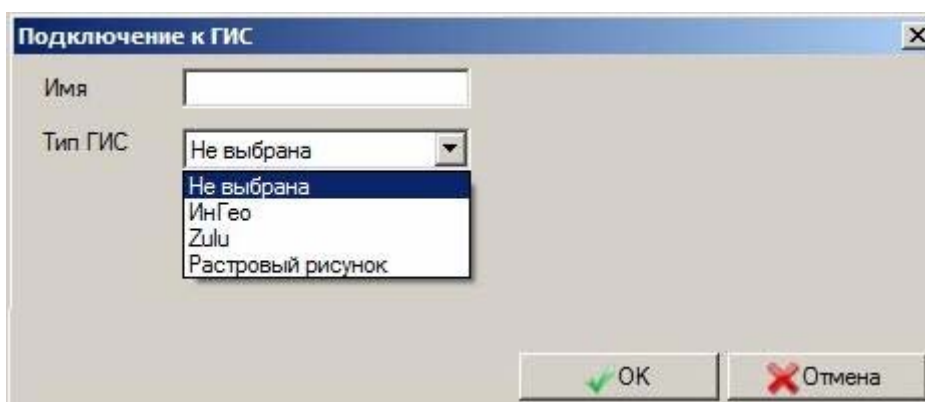 Подключение к ГИС
Имя
Тип ГИС
Не выбрана
Не выбрана
ИнГео
Zulu
Растровый рисунок
OK
Отмена